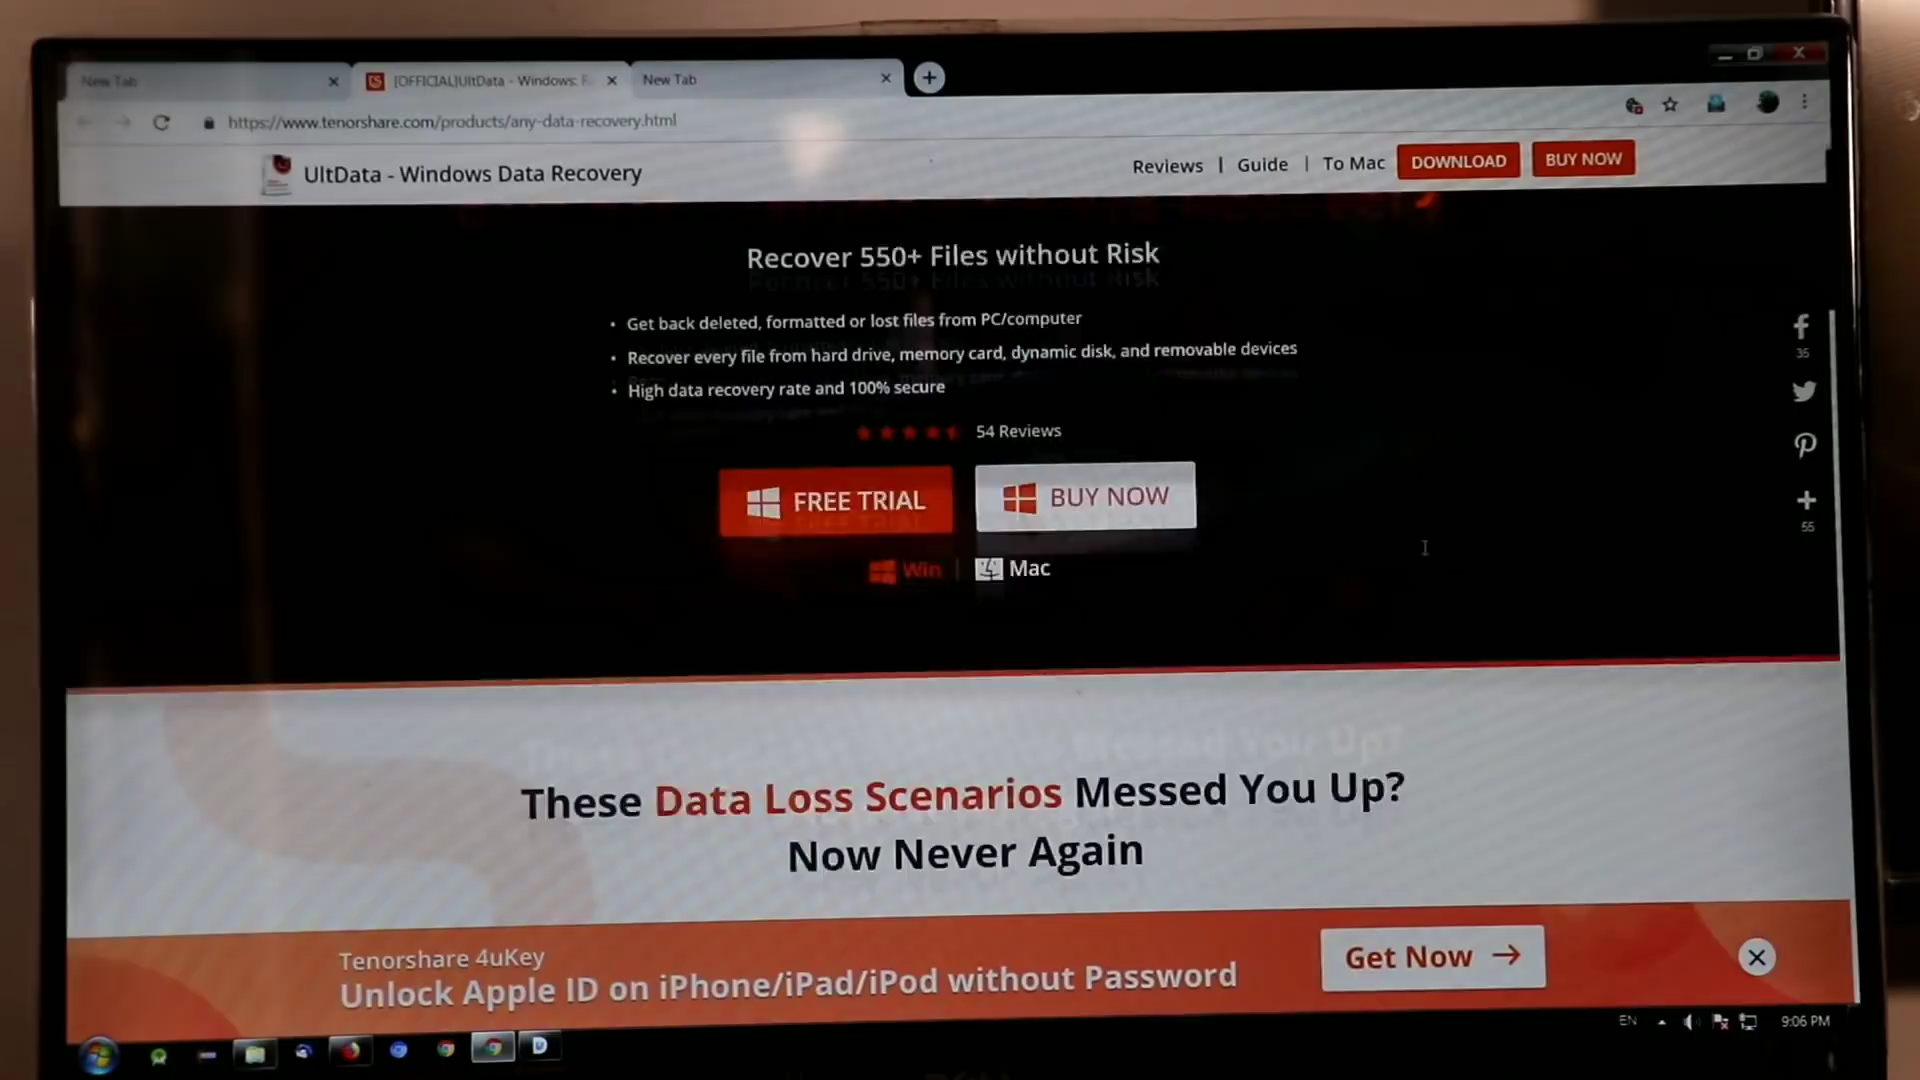 New Tab
[OFFICIAL]UltData - Windows: R
New Tab
https://www.tenorshare.com/products/any-data-recovery.html
UltData - Windows Data Recovery
Reviews | Guide | To Mac
DOWNLOAD
BUY NOW
Recover 550+ Files without Risk
• Get back deleted, formatted or lost files from PC/computer
• Recover every file from hard drive, memory card, dynamic disk, and removable devices
• High data recovery rate and 100% secure
54 Reviews
FREE TRIAL
BUY NOW
Win | Mac
35
55
These Data Loss Scenarios Messed You Up?
Now Never Again
Tenorshare 4uKey
Unlock Apple ID on iPhone/iPad/iPod without Password
Get Now →
EN
9:06 PM